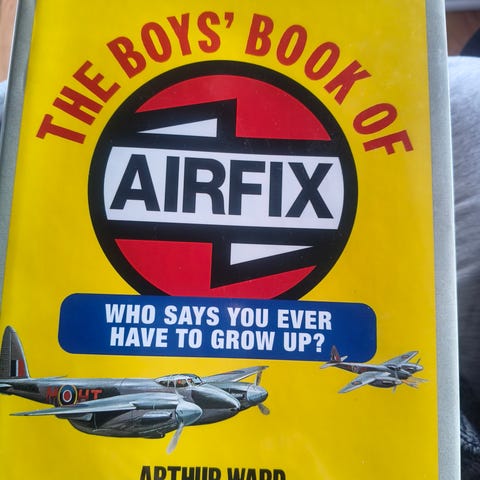 THE BOYS' BOOK OF
AIRFIX
WHO SAYS YOU EVER
HAVE TO GROW UP?
ARTHUR WARD